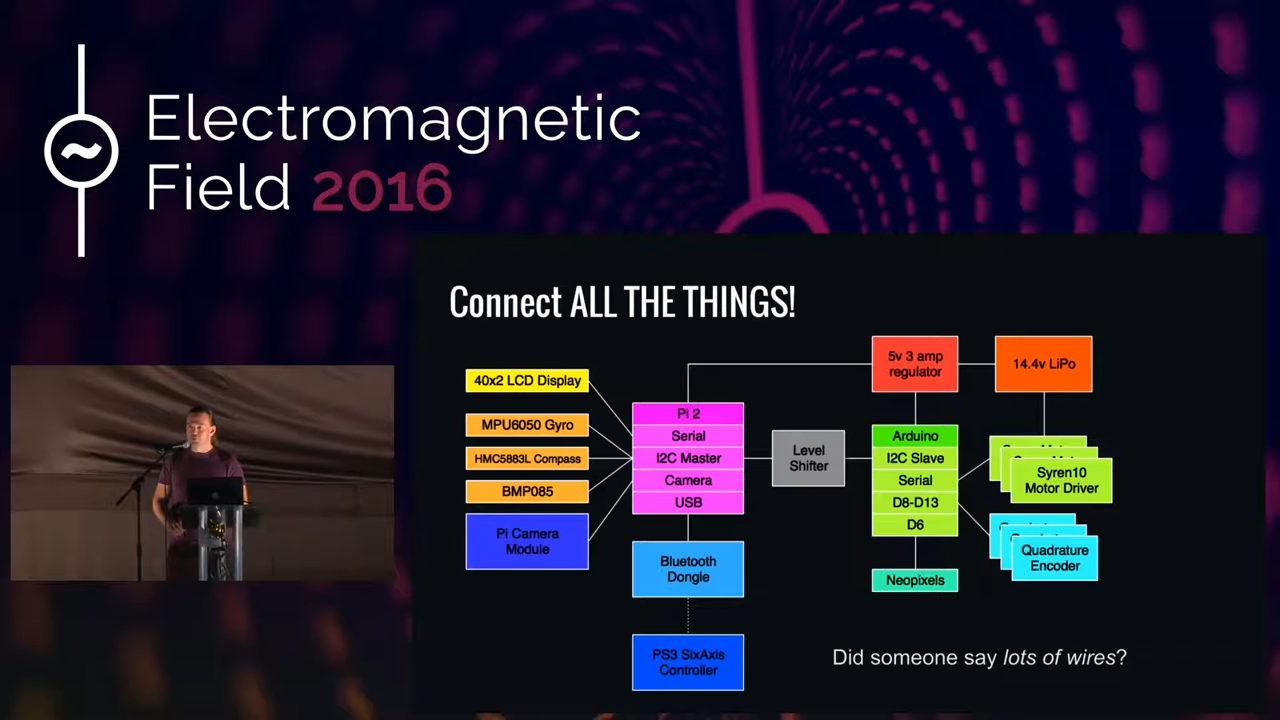 Electromagnetic
Field 2016
Connect ALL THE THINGS!
5v 3 amp
regulator
14.4v LiPo
40x2 LCD Display
MPU6050 Gyro
HMC5883L Compass
BMP085
Pi Camera
Module
Pi 2
Serial
I2C Master
Camera
USB
Level
Shifter
Arduino
I2C Slave
Serial
D8-D13
D6
Syren10
Motor Driver
Quadrature
Encoder
Bluetooth
Dongle
Neopixels
PS3 SixAxis
Controller
Did someone say lots of wires?